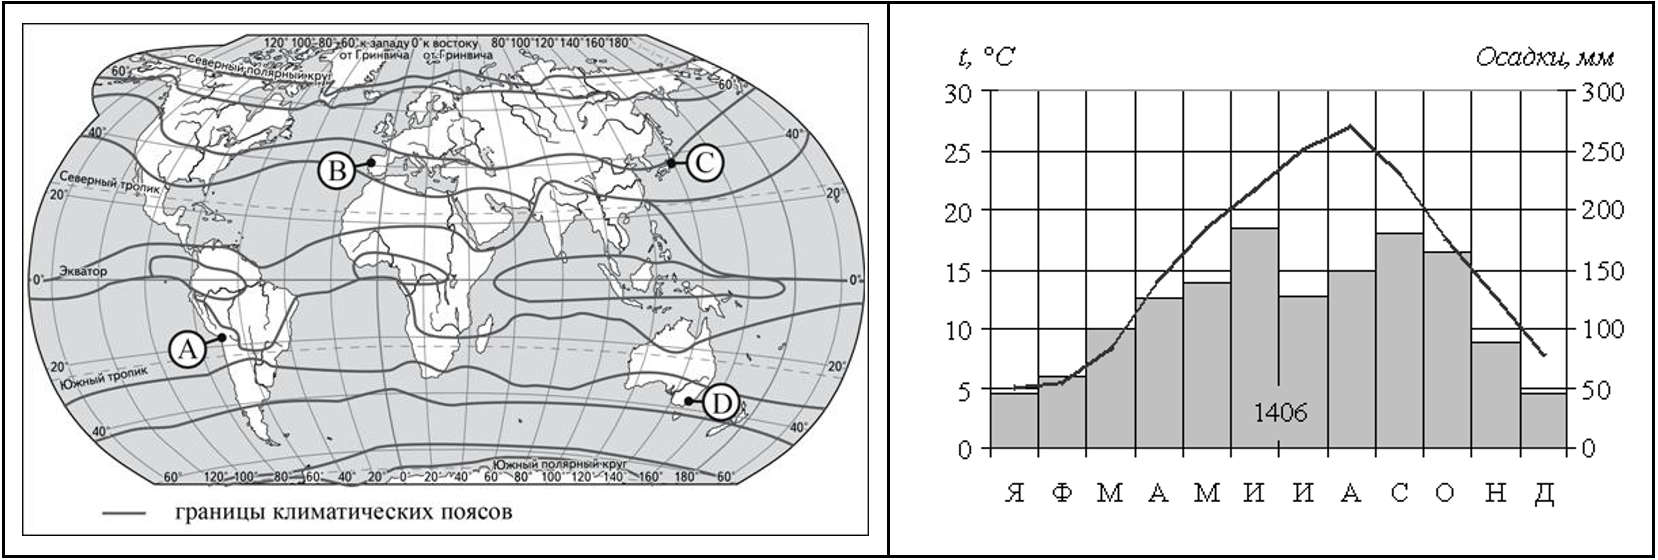 120° 100° 80° 60° к западу 0° к востоку 80° 100° 120° 140° 160° 180°
от Гринвича от Гринвича
Северный полярный круг
60° 60°
40° 40°
B C
Северный тропик
20° 20°
Экватор
0° 0°
A
20° 20°
Южный тропик
D
40° 40°
Южный полярный круг
60° 120° 100° 80° 60° 40° 20° 0° 20° 40° 60° 80° 100° 120° 140° 160° 180° 60°
границы климатических поясов
t, °C Осадки, мм
30 300
25 250
20 200
15 150
10 100
5 50
1406
0 0
Я Ф М А М И И А С О Н Д